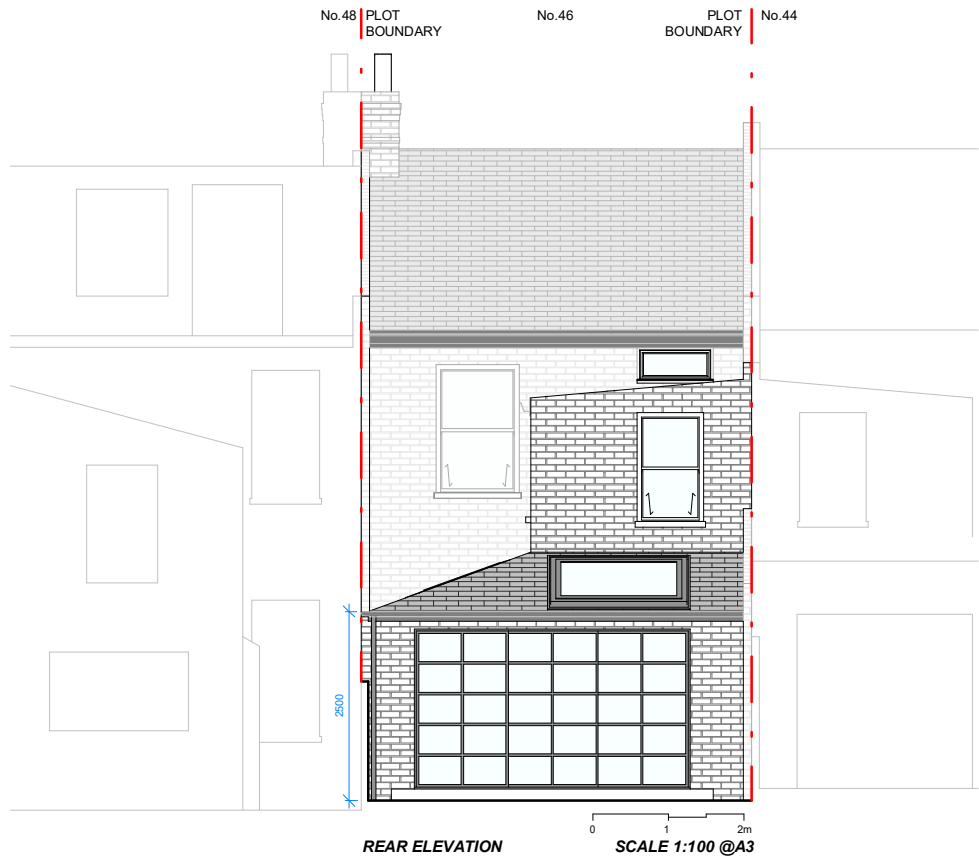 No.48 PLOT BOUNDARY
No.46
PLOT BOUNDARY No.44
2500
0 1 2m
REAR ELEVATION
SCALE 1:100 @A3